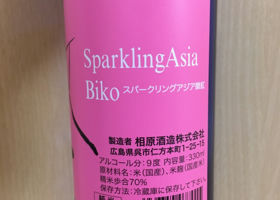 SparklingAsia
Biko スパークリングアジア微紅
製造者 相原酒造株式会社
広島県呉市仁方本町1-25-15
アルコール分:9度 内容量:330ml
原材料名:米(国産)、米麹(国産米)
精米歩合70%
保存方法:冷蔵庫に保存して下さい